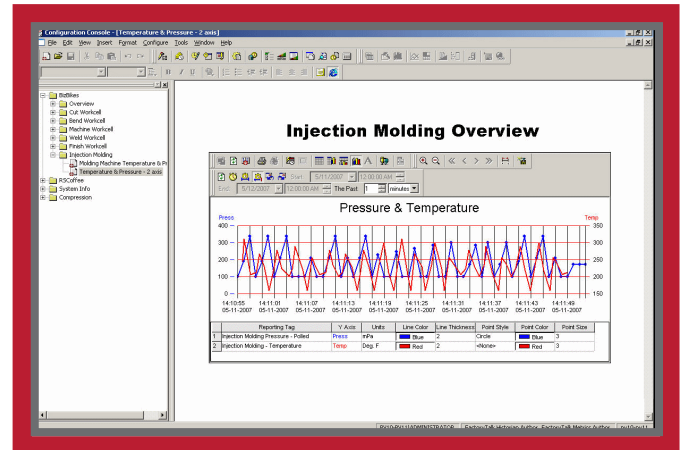 Configuration Console - [Temperature & Pressure - 2 axis]
File Edit View Insert Format Configure Tools Window Help
BizBikes
Overview
Cut Workcell
Bend Workcell
Machine Workcell
Weld Workcell
Finish Workcell
Injection Molding
Molding Machine Temperature & Pr
Temperature & Pressure - 2 axis
RSCoffee
System Info
Compression
Injection Molding Overview
Start: 5/11/2007 12:00:00 AM
End: 5/12/2007 12:00:00 AM The Past 1 minutes
Pressure & Temperature
Press Temp
400 350
300 300
200 250
100 200
0 150
14:10:55 14:11:01 14:11:07 14:11:13 14:11:19 14:11:25 14:11:31 14:11:37 14:11:43 14:11:49
05-11-2007 05-11-2007 05-11-2007 05-11-2007 05-11-2007 05-11-2007 05-11-2007 05-11-2007 05-11-2007 05-11-2007
Reporting Tag Y Axis Units Line Color Line Thickness Point Style Point Color Point Size
1 Injection Molding Pressure - Polled Press mPa Blue 2 Circle Blue 3
2 Injection Molding - Temperature Temp Deg. F Red 2 <None> Red 3